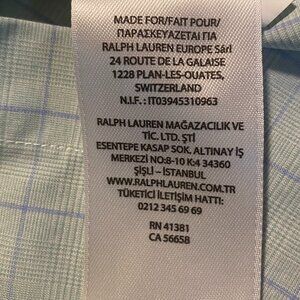 MADE FOR/FAIT POUR/
ΠΑΡΑΣΚΕΥΑΖΕΤΑΙ ΓΙΑ
RALPH LAUREN EUROPE Sàrl
24 ROUTE DE LA GALAISE
1228 PLAN-LES-OUATES,
SWITZERLAND
N.I.F. : IT03945310963
RALPH LAUREN MAĞAZACILIK VE
TİC. LTD. ŞTİ
ESENTEPE KASAP SOK. ALTINAY İŞ
MERKEZİ NO:8-10 K:4 34360
ŞİŞLİ – İSTANBUL
WWW.RALPHLAUREN.COM.TR
TÜKETİCİ İLETİŞİM HATTI:
0212 345 69 69
RN 41381
CA 56658